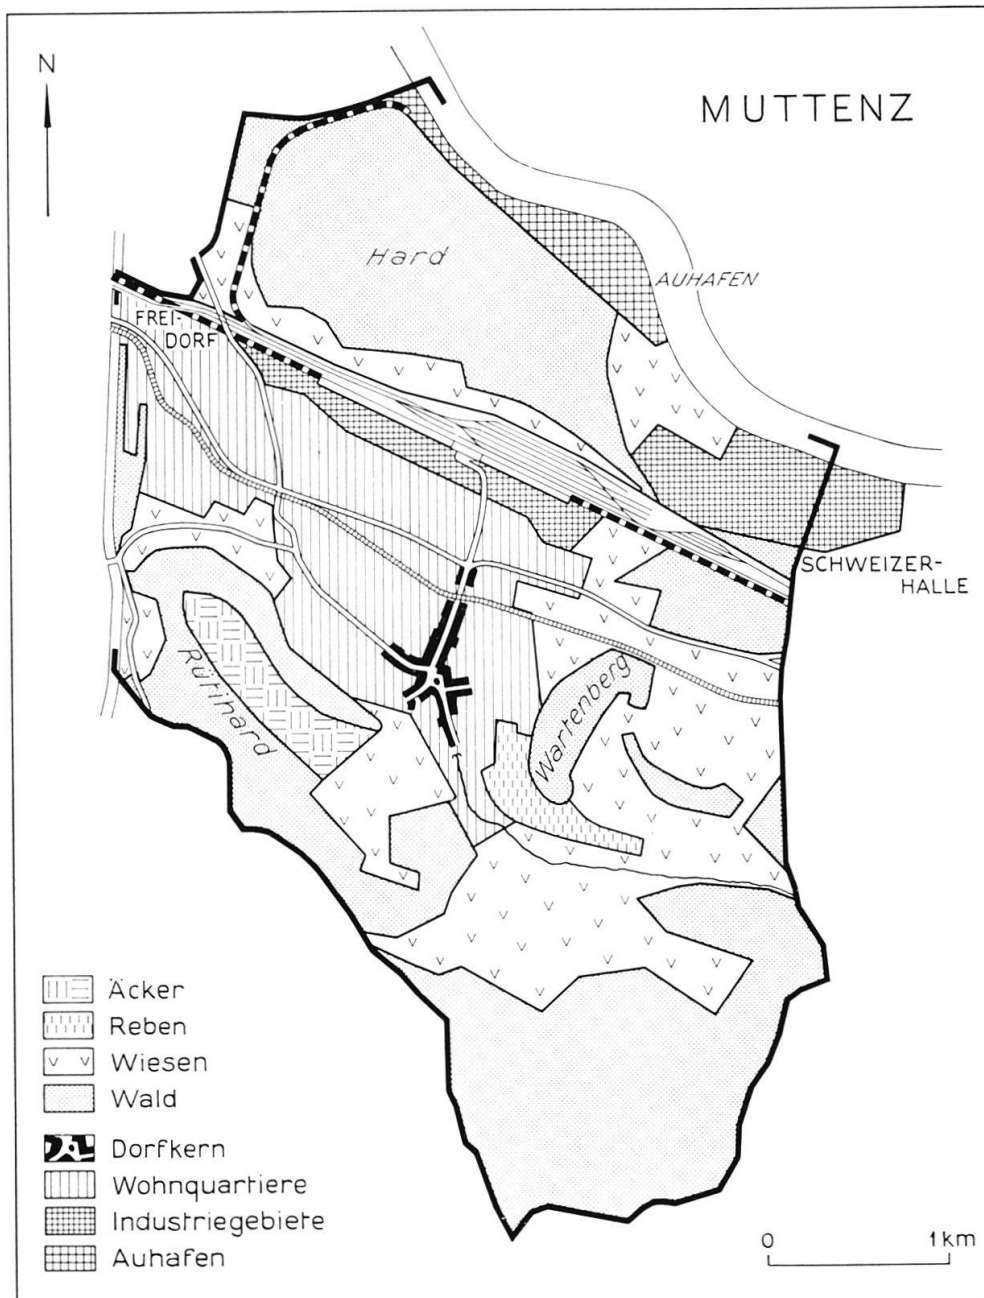 N
MUTTENZ
Hard
AUHAFEN
FREI-
DORF
SCHWEIZER-
HALLE
Rütihard
Wartenberg
Äcker
Reben
Wiesen
Wald
Dorfkern
Wohnquartiere
Industriegebiete
Auhafen
0 1km